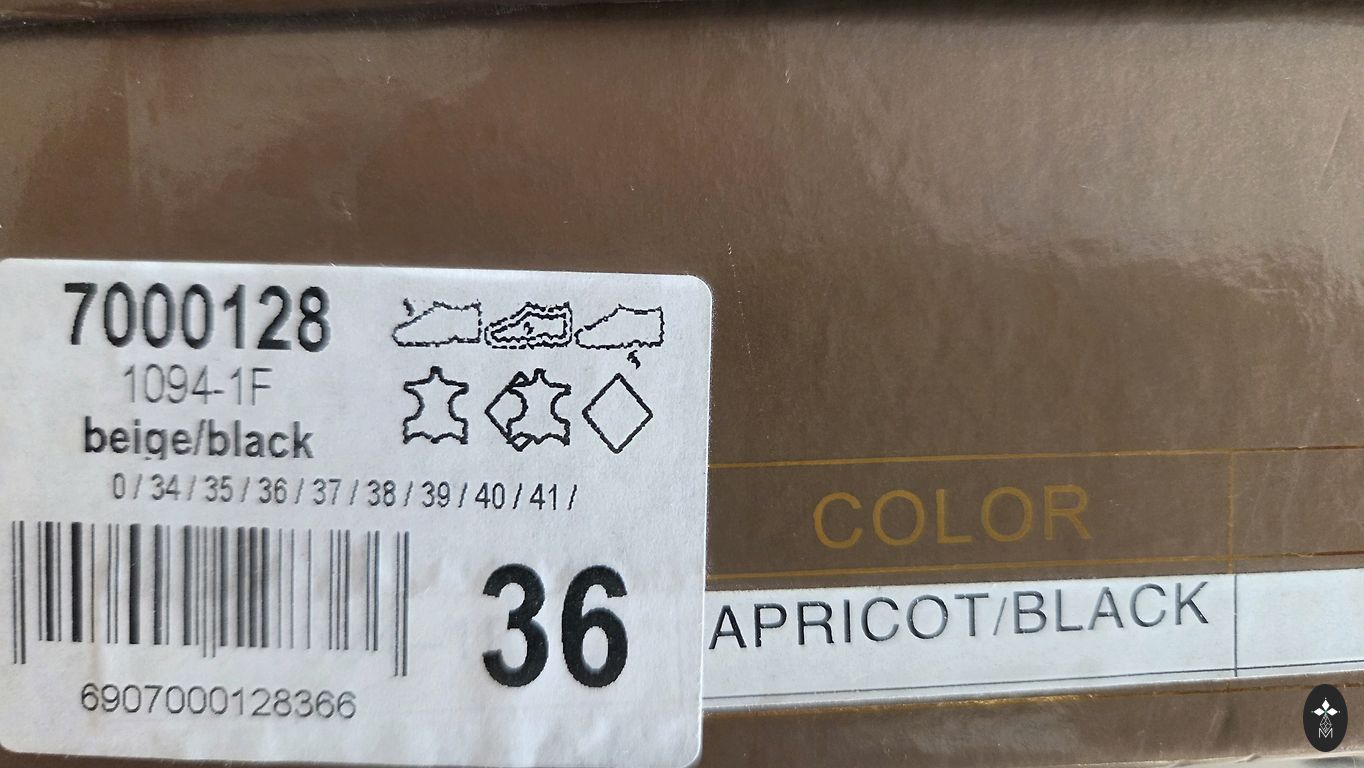 7000128
1094-1F
beige/black
0 / 34 / 35 / 36 / 37 / 38 / 39 / 40 / 41 /
36
6907000128366
COLOR
APRICOT/BLACK
M